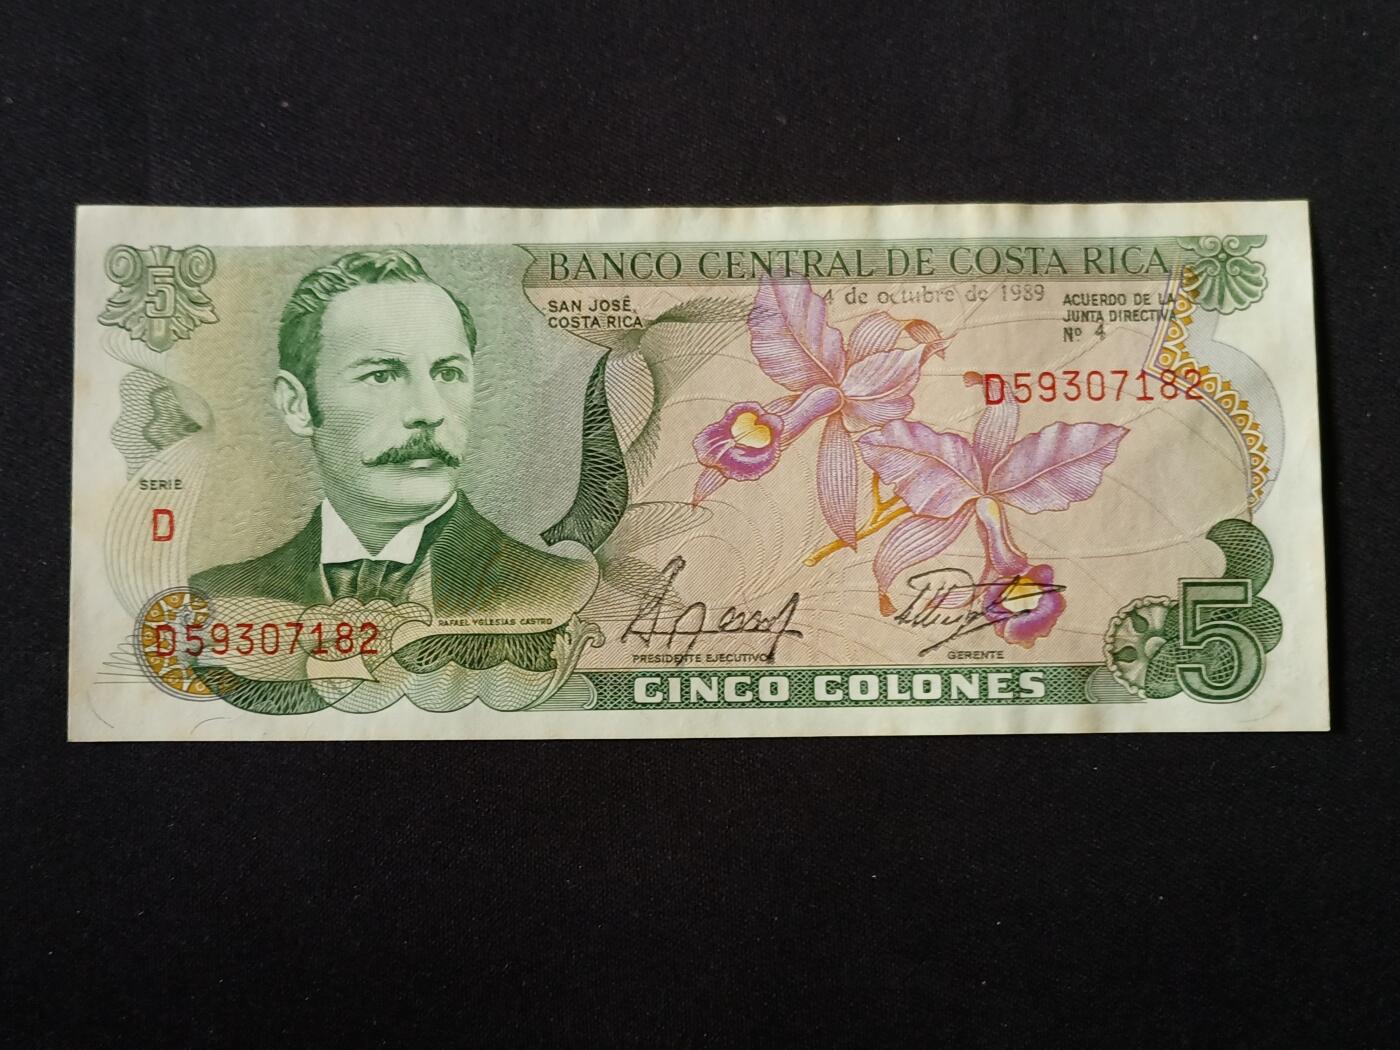 5
BANCO CENTRAL DE COSTA RICA
SAN JOSÉ,
COSTA RICA
4 de octubre de 1989
ACUERDO DE LA
JUNTA DIRECTIVA
Nº 4
D59307182
SERIE
D
D59307182
RAFAEL YGLESIAS CASTRO
PRESIDENTE EJECUTIVO
GERENTE
CINCO COLONES
5